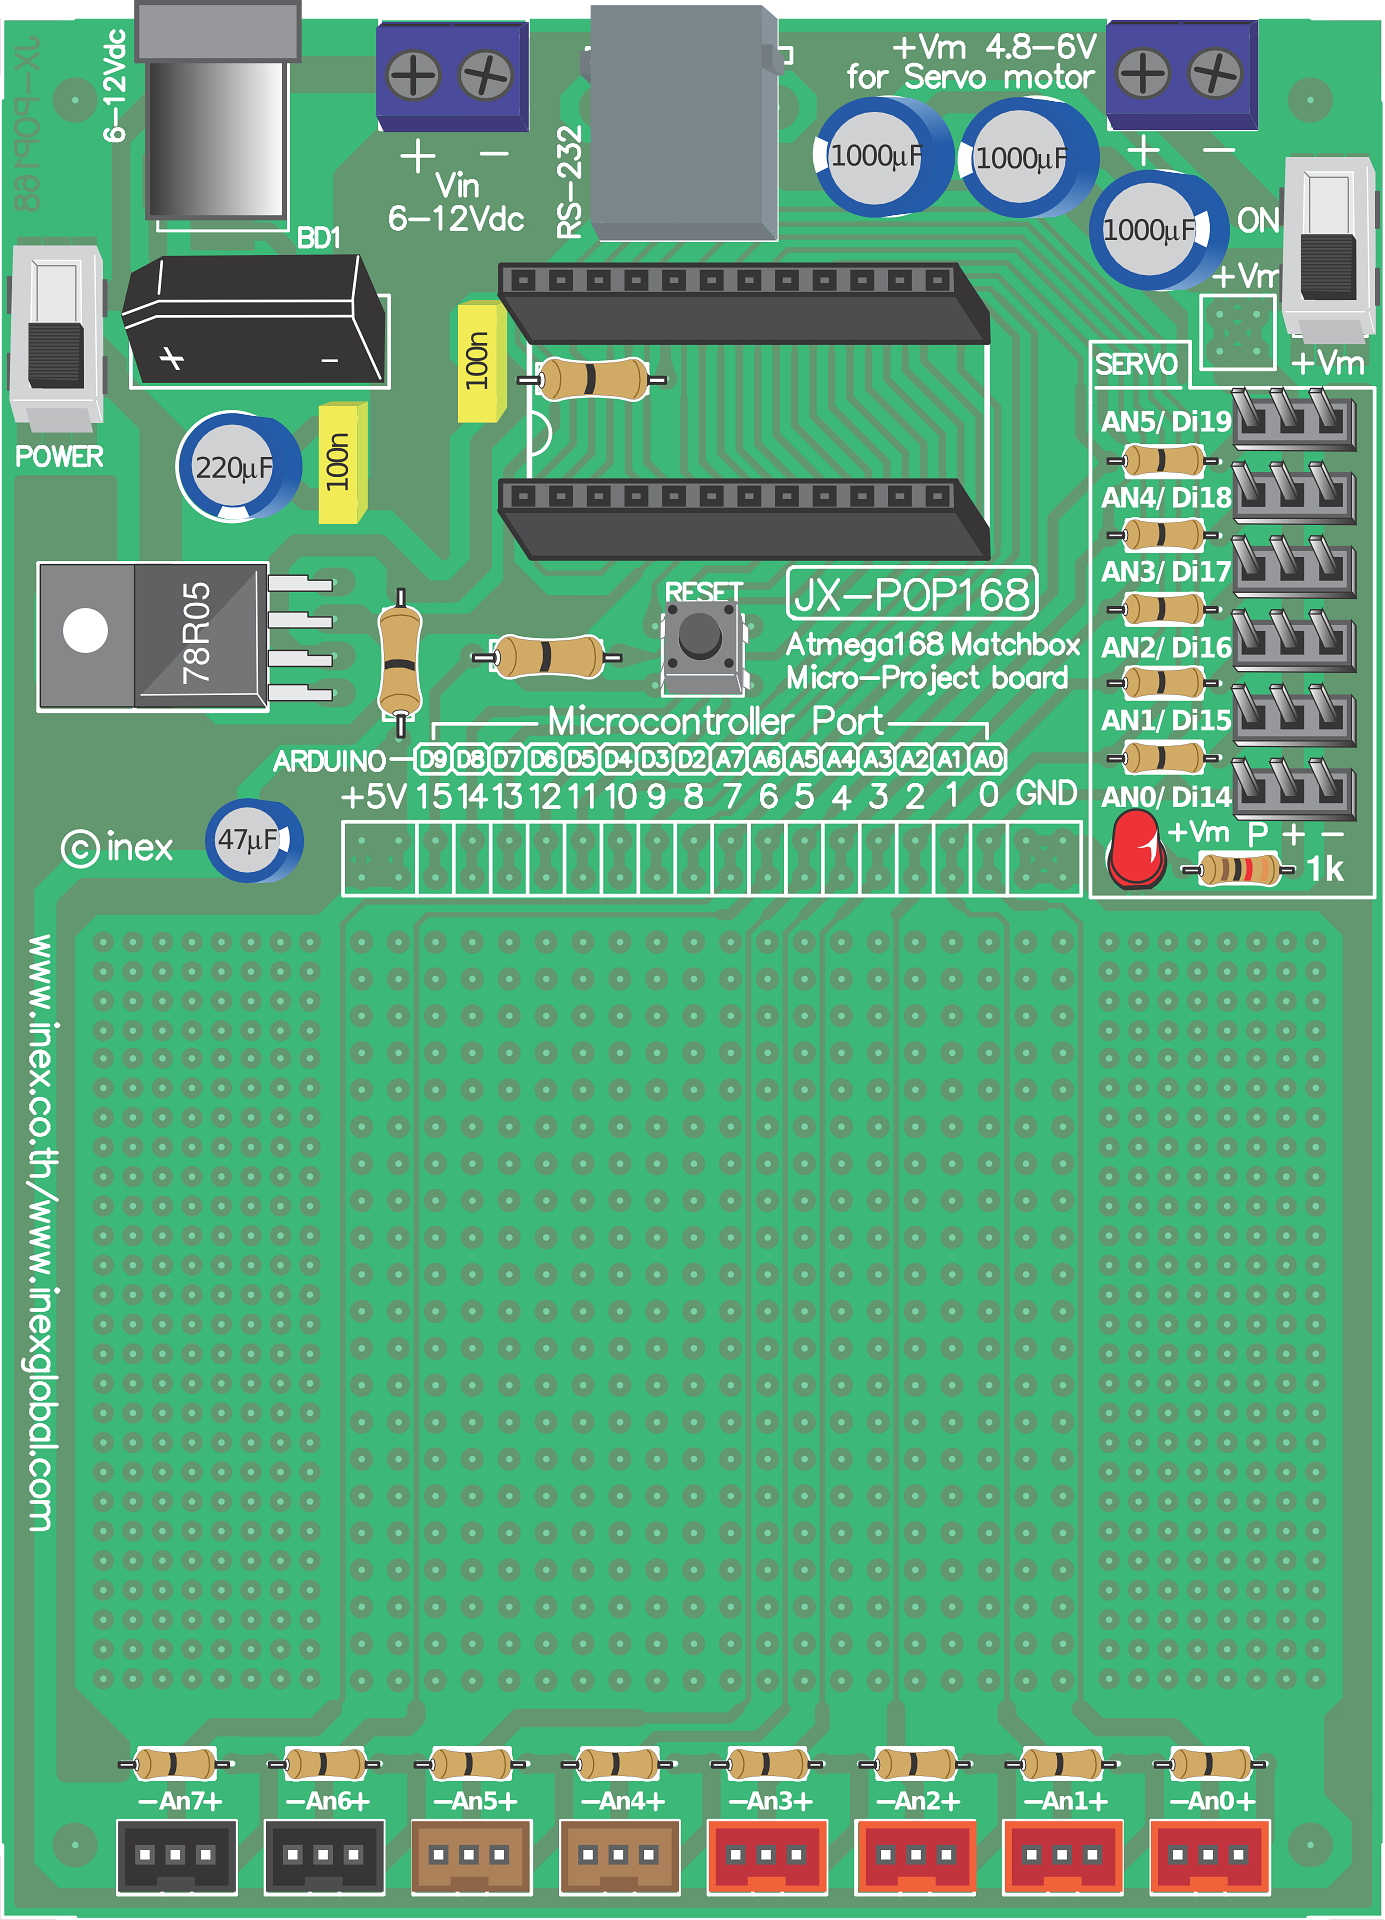 JX-POP168
6-12Vdc
+ -
Vin
6-12Vdc
RS-232
+Vm 4.8-6V
for Servo motor
1000µF
1000µF
1000µF
+ -
ON
+Vm
+Vm
BD1
+ -
POWER
220µF
100n
100n
78R05
SERVO
AN5/ Di19
AN4/ Di18
AN3/ Di17
AN2/ Di16
AN1/ Di15
AN0/ Di14
+Vm P + -
1k
RESET
JX-POP168
Atmega168 Matchbox
Micro-Project board
Microcontroller Port
ARDUINO D9 D8 D7 D6 D5 D4 D3 D2 A7 A6 A5 A4 A3 A2 A1 A0
+5V 15 14 13 12 11 10 9 8 7 6 5 4 3 2 1 0 GND
© inex
47µF
www.inex.co.th/www.inexglobal.com
-An7+ -An6+ -An5+ -An4+ -An3+ -An2+ -An1+ -An0+